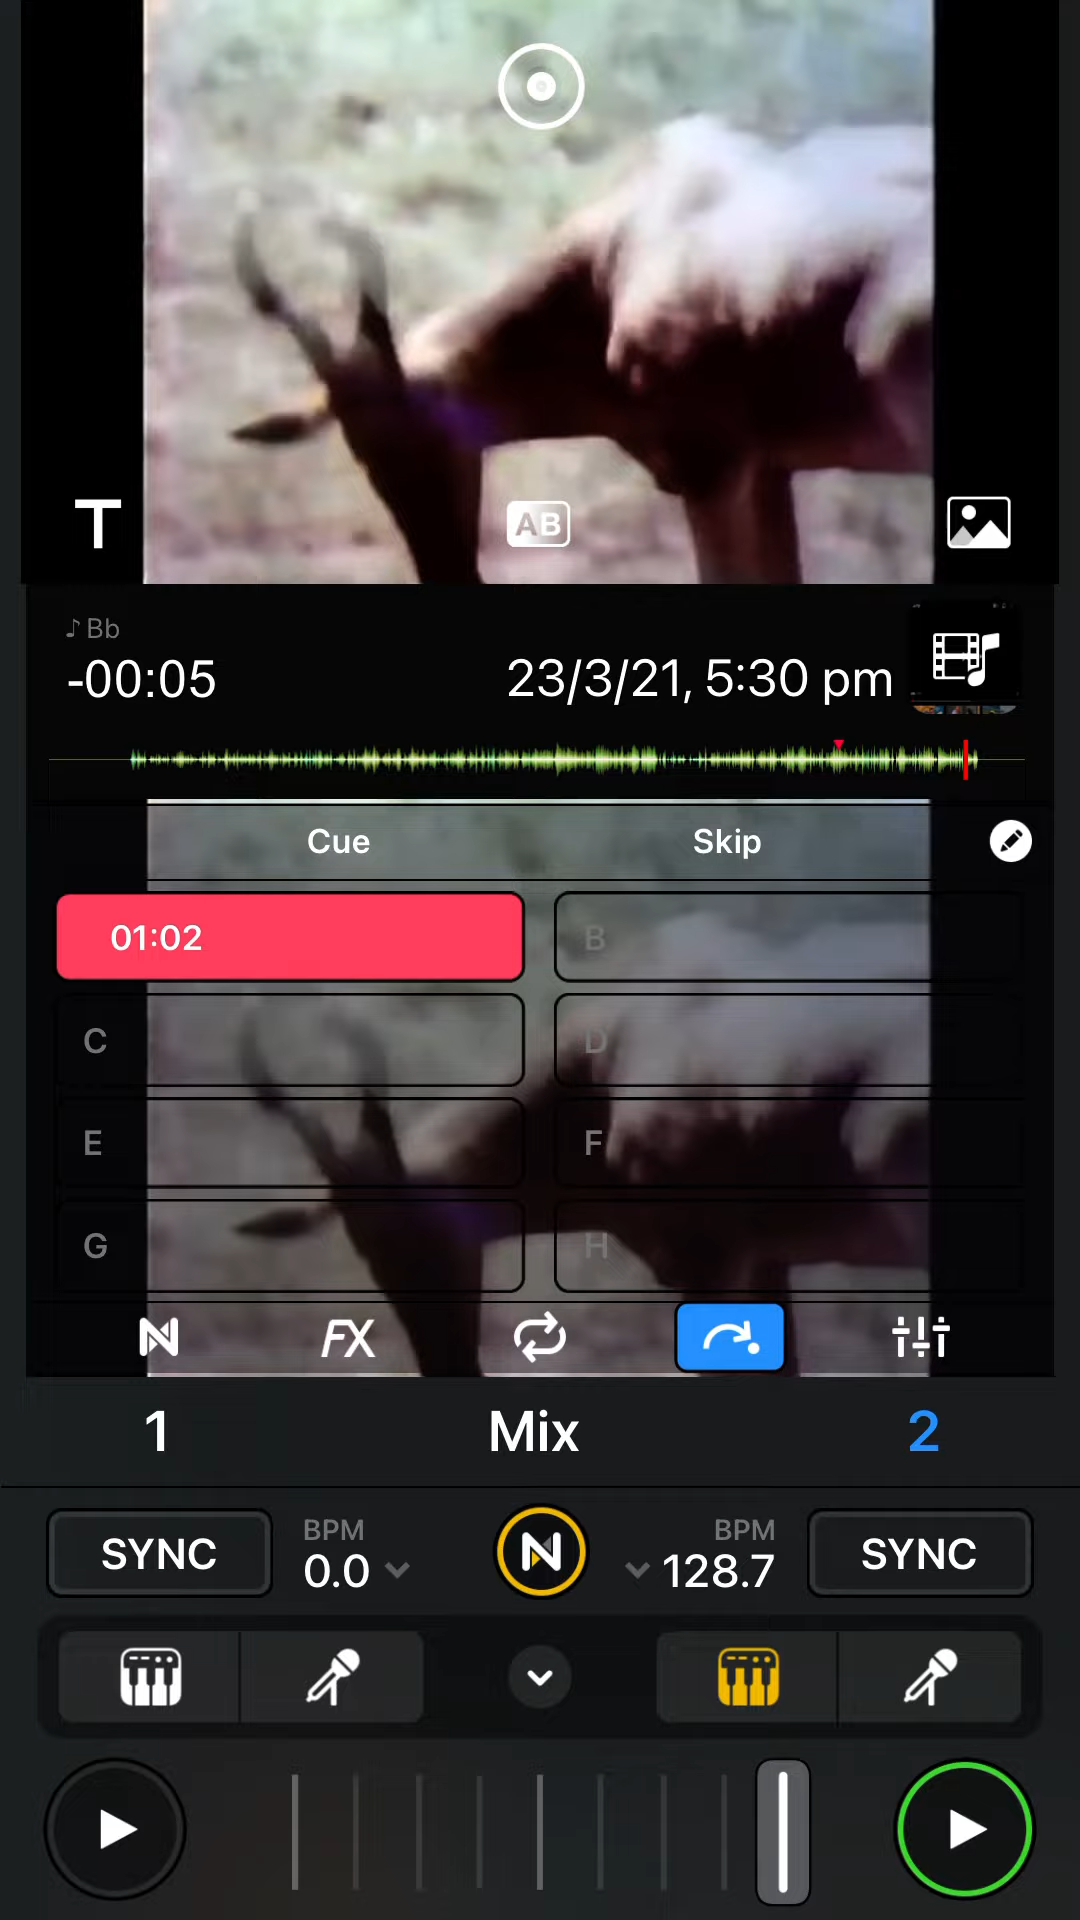 T
AB
♪ Bb
-00:05
23/3/21, 5:30 pm
Cue
Skip
01:02
B
C
D
E
F
G
H
FX
1
Mix
2
SYNC
BPM
0.0
N
BPM
128.7
SYNC